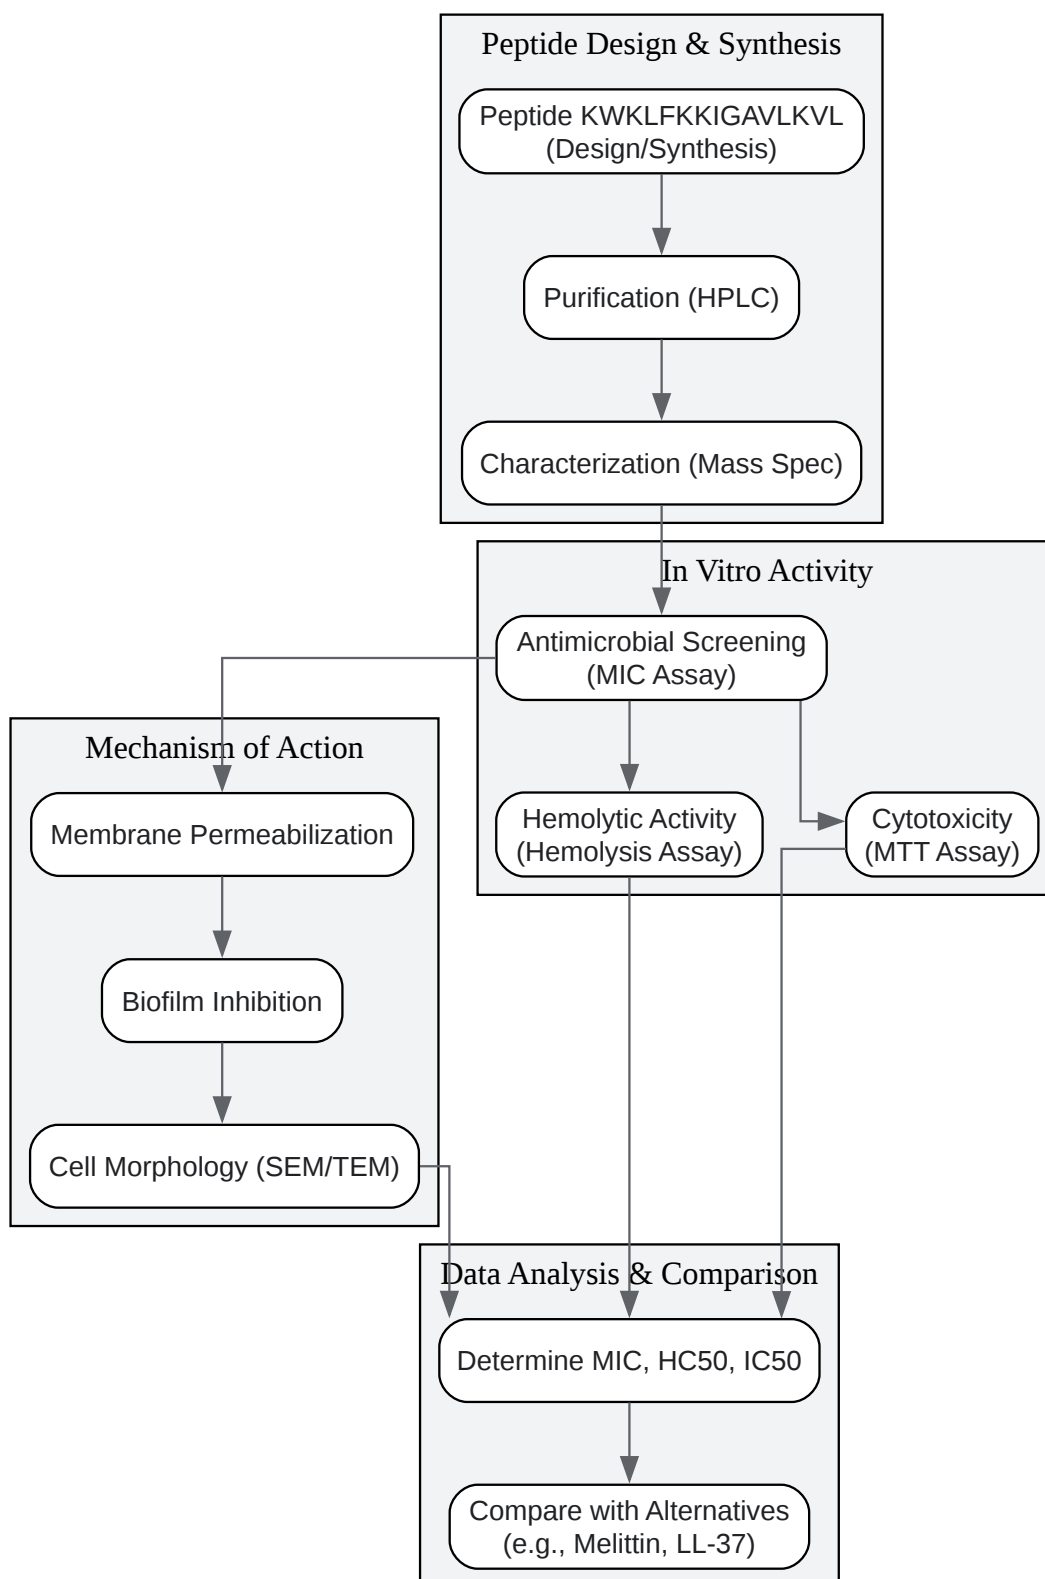 Peptide Design & Synthesis
Peptide KWKLFKKIGAVLKVL
(Design/Synthesis)
Purification (HPLC)
Characterization (Mass Spec)
In Vitro Activity
Antimicrobial Screening
(MIC Assay)
Hemolytic Activity
(Hemolysis Assay)
Cytotoxicity
(MTT Assay)
Mechanism of Action
Membrane Permeabilization
Biofilm Inhibition
Cell Morphology (SEM/TEM)
Data Analysis & Comparison
Determine MIC, HC50, IC50
Compare with Alternatives
(e.g., Melittin, LL-37)